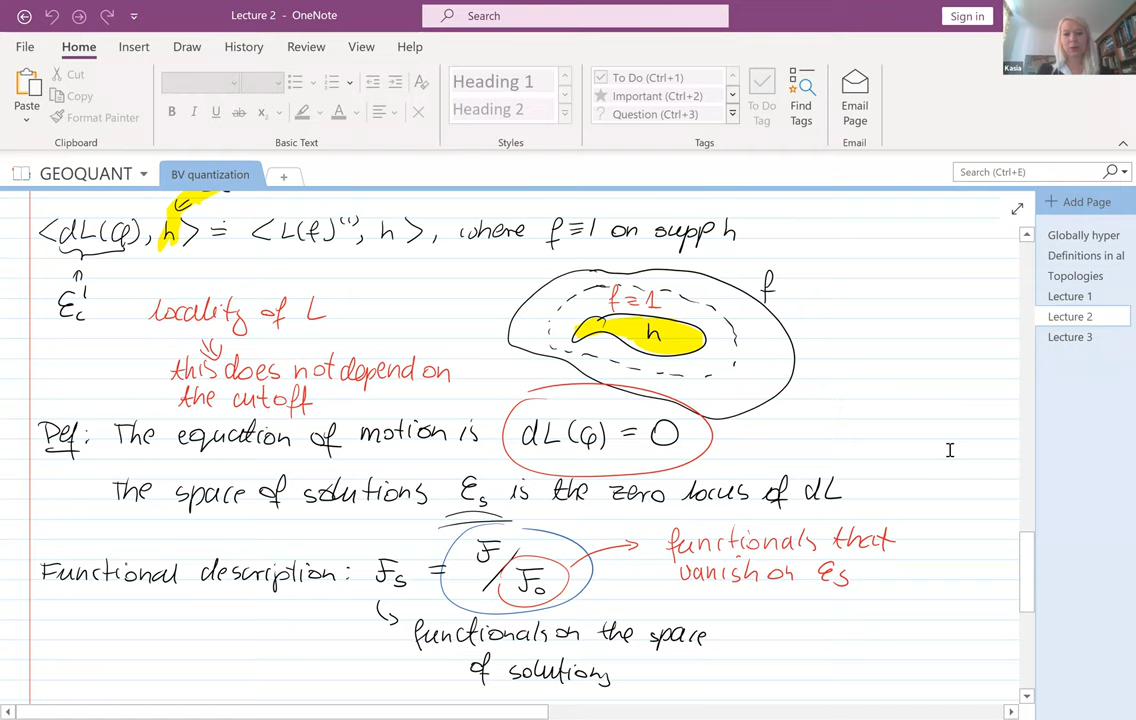 Lecture 2 - OneNote
Search
Sign in
File Home Insert Draw History Review View Help
Kasia
Paste
Cut
Copy
Format Painter
Clipboard
B I U ab x₂ A
Basic Text
Heading 1
Heading 2
Styles
To Do (Ctrl+1)
Important (Ctrl+2)
Question (Ctrl+3)
To Do Tag
Find Tags
Tags
Email Page
Email
GEOQUANT
BV quantization
Search (Ctrl+E)
Add Page
Globally hyper
Definitions in al
Topologies
Lecture 1
Lecture 2
Lecture 3
<dL(φ), h> = <L(f)⁽¹⁾, h>, where f ≡ 1 on supp h
ℰ'c
locality of L
this does not depend on
the cutoff
f
f ≡ 1
h
Def: The equation of motion is dL(φ) = 0
The space of solutions ℰs is the zero locus of dL
Functional description: ℱs = ℱ/ℱ₀
functionals that
vanish on ℰs
functionals on the space
of solutions